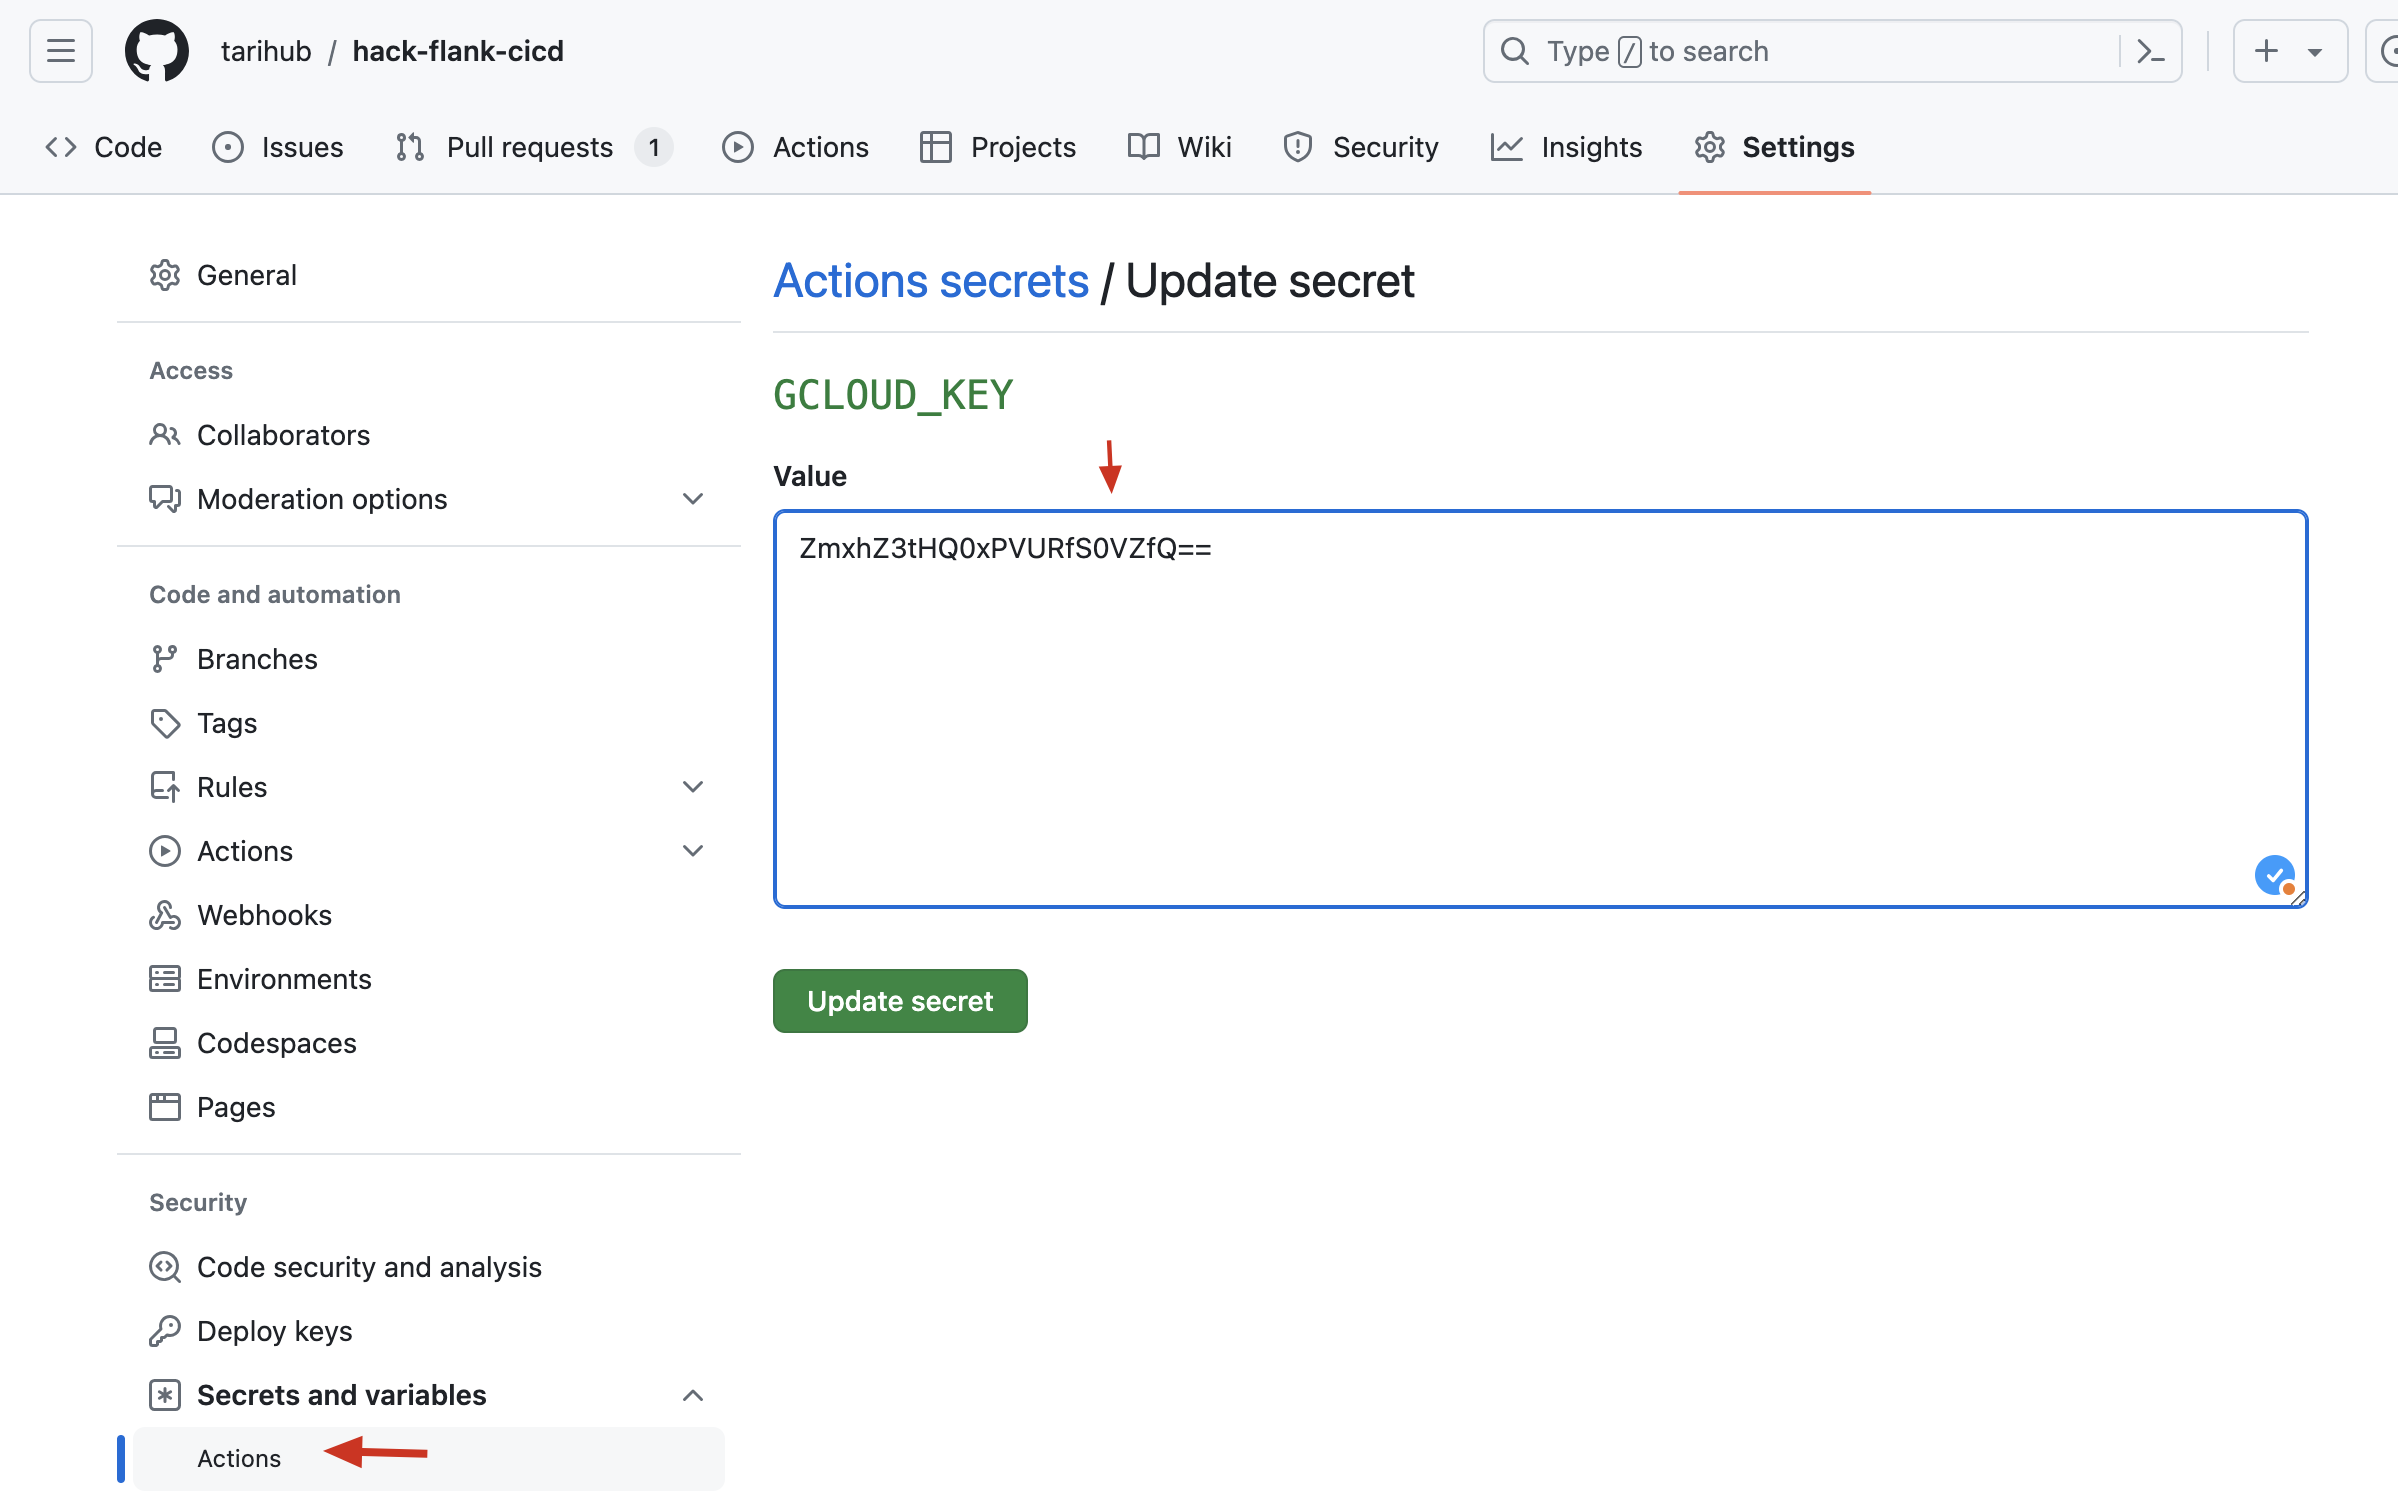 tarihub / hack-flank-cicd
Type / to search
Code
Issues
Pull requests 1
Actions
Projects
Wiki
Security
Insights
Settings
General
Access
Collaborators
Moderation options
Code and automation
Branches
Tags
Rules
Actions
Webhooks
Environments
Codespaces
Pages
Security
Code security and analysis
Deploy keys
Secrets and variables
Actions
Actions secrets / Update secret
GCLOUD_KEY
Value
ZmxhZ3tHQ0xPVURfS0VZfQ==
Update secret